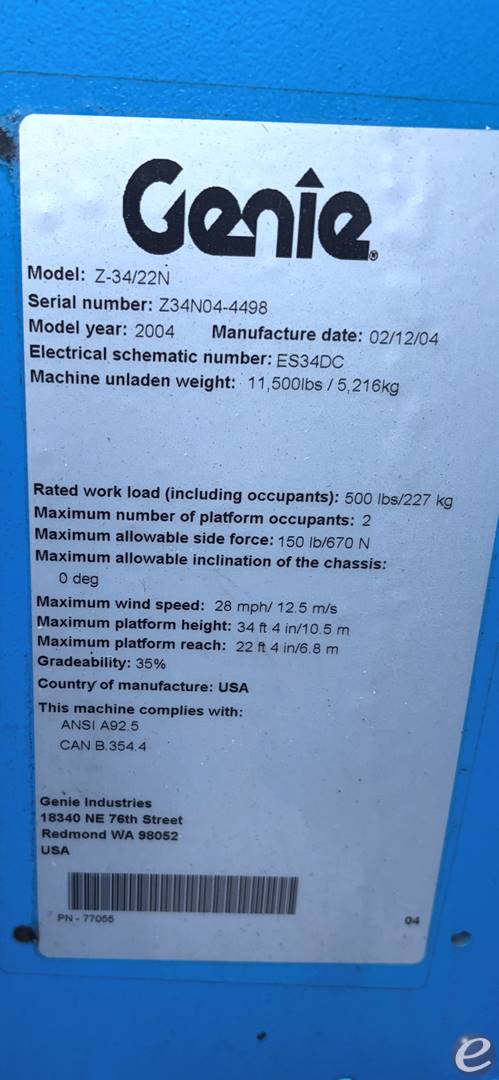 Genie
Model: Z-34/22N
Serial number: Z34N04-4498
Model year: 2004 Manufacture date: 02/12/04
Electrical schematic number: ES34DC
Machine unladen weight: 11,500lbs / 5,216kg
Rated work load (including occupants): 500 lbs/227 kg
Maximum number of platform occupants: 2
Maximum allowable side force: 150 lb/670 N
Maximum allowable inclination of the chassis:
0 deg
Maximum wind speed: 28 mph/ 12.5 m/s
Maximum platform height: 34 ft 4 in/10.5 m
Maximum platform reach: 22 ft 4 in/6.8 m
Gradeability: 35%
Country of manufacture: USA
This machine complies with:
ANSI A92.5
CAN B.354.4
Genie Industries
18340 NE 76th Street
Redmond WA 98052
USA
PN - 77055 04
e